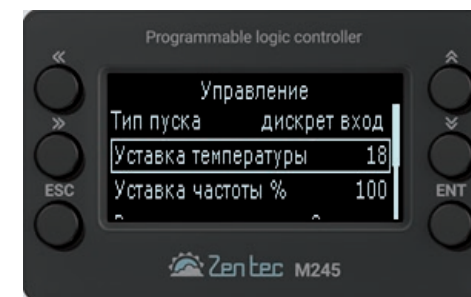 Programmable logic controller
«
»
ESC
Управление
Тип пуска дискрет вход
Уставка температуры 18
Уставка частоты % 100
ENT
Zentec M245